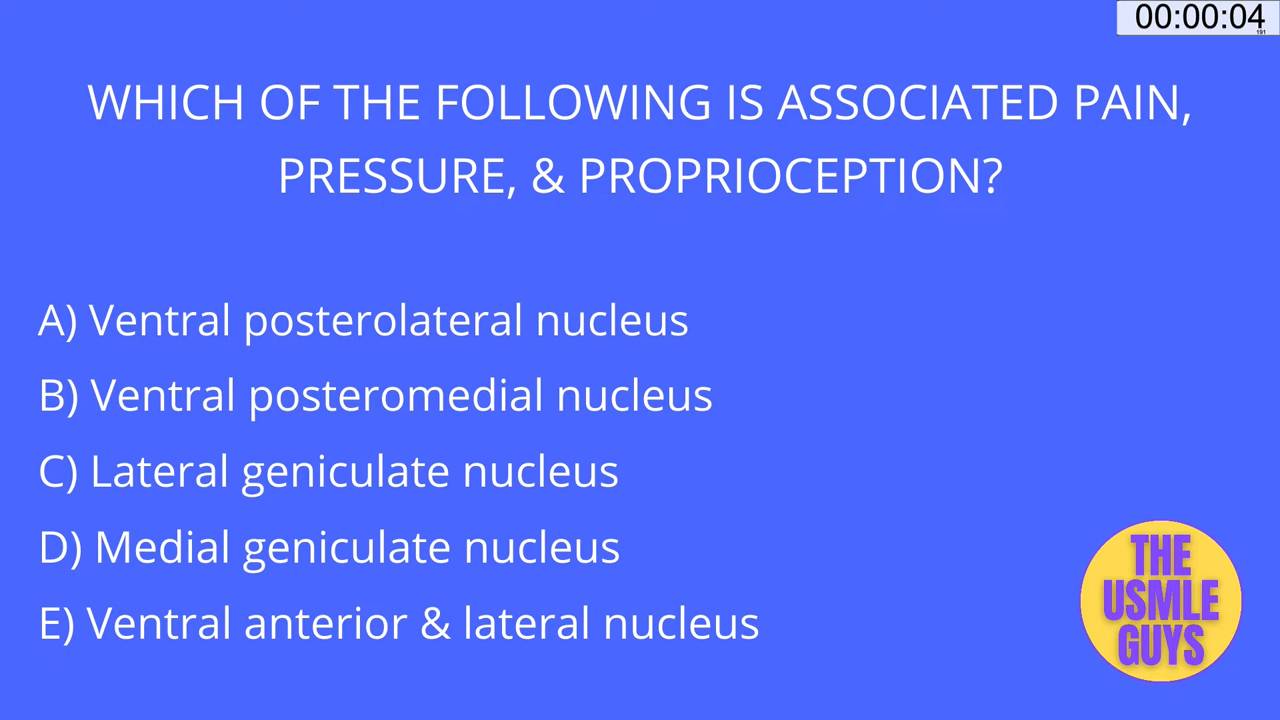 00:00:04
191
WHICH OF THE FOLLOWING IS ASSOCIATED PAIN,
PRESSURE, & PROPRIOCEPTION?
A) Ventral posterolateral nucleus
B) Ventral posteromedial nucleus
C) Lateral geniculate nucleus
D) Medial geniculate nucleus
E) Ventral anterior & lateral nucleus
THE
USMLE
GUYS